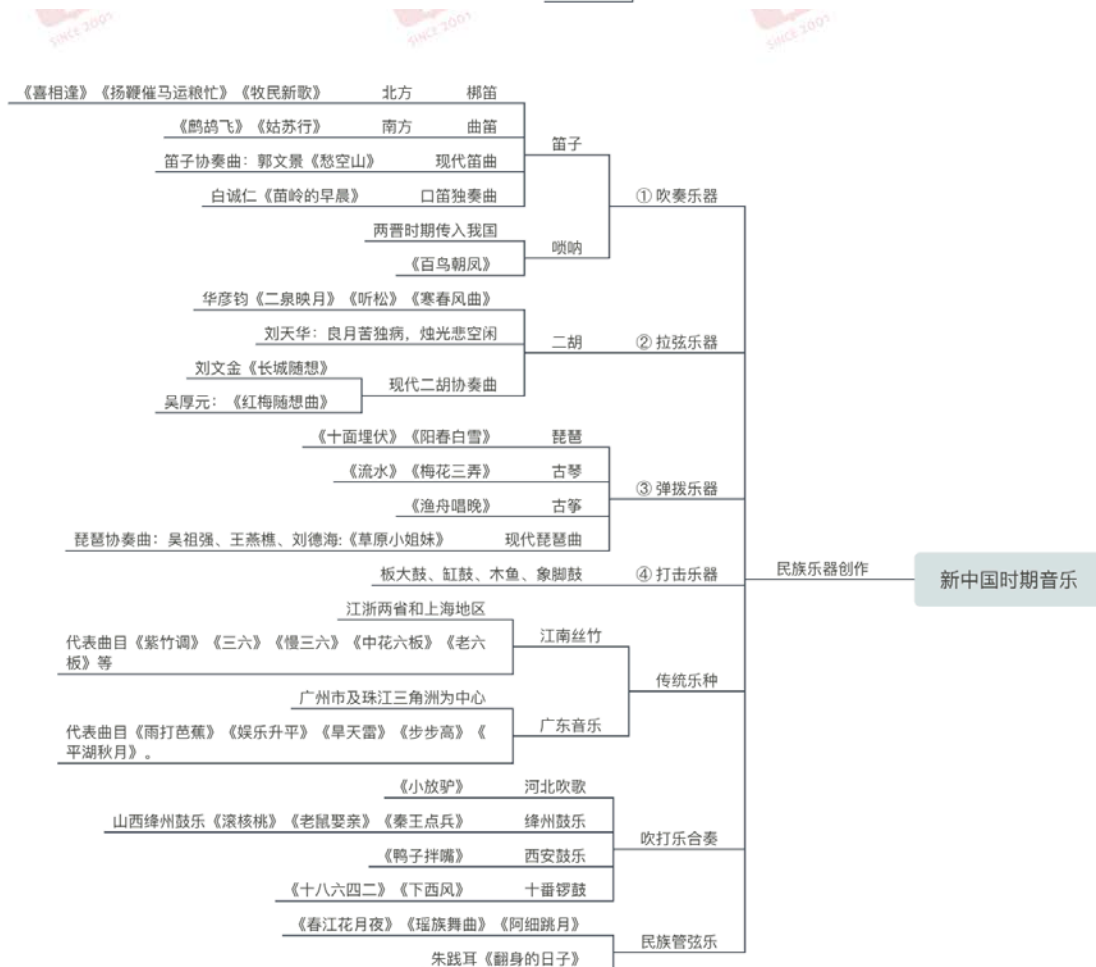 SINCE 2001
SINCE 2001
SINCE 2001
新中国时期音乐
民族乐器创作
① 吹奏乐器
笛子
《喜相逢》《扬鞭催马运粮忙》《牧民新歌》 北方 梆笛
《鹧鸪飞》《姑苏行》 南方 曲笛
笛子协奏曲：郭文景《愁空山》 现代笛曲
白诚仁《苗岭的早晨》 口笛独奏曲
唢呐
两晋时期传入我国
《百鸟朝凤》
② 拉弦乐器
二胡
华彦钧《二泉映月》《听松》《寒春风曲》
刘天华：良月苦独病，烛光悲空闲
现代二胡协奏曲
刘文金《长城随想》
吴厚元：《红梅随想曲》
③ 弹拨乐器
《十面埋伏》《阳春白雪》 琵琶
《流水》《梅花三弄》 古琴
《渔舟唱晚》 古筝
琵琶协奏曲：吴祖强、王燕樵、刘德海:《草原小姐妹》 现代琵琶曲
④ 打击乐器
板大鼓、缸鼓、木鱼、象脚鼓
传统乐种
江南丝竹
江浙两省和上海地区
代表曲目《紫竹调》《三六》《慢三六》《中花六板》《老六
板》等
广东音乐
广州市及珠江三角洲为中心
代表曲目《雨打芭蕉》《娱乐升平》《旱天雷》《步步高》《
平湖秋月》。
吹打乐合奏
《小放驴》 河北吹歌
山西绛州鼓乐《滚核桃》《老鼠娶亲》《秦王点兵》 绛州鼓乐
《鸭子拌嘴》 西安鼓乐
《十八六四二》《下西风》 十番锣鼓
民族管弦乐
《春江花月夜》《瑶族舞曲》《阿细跳月》
朱践耳《翻身的日子》